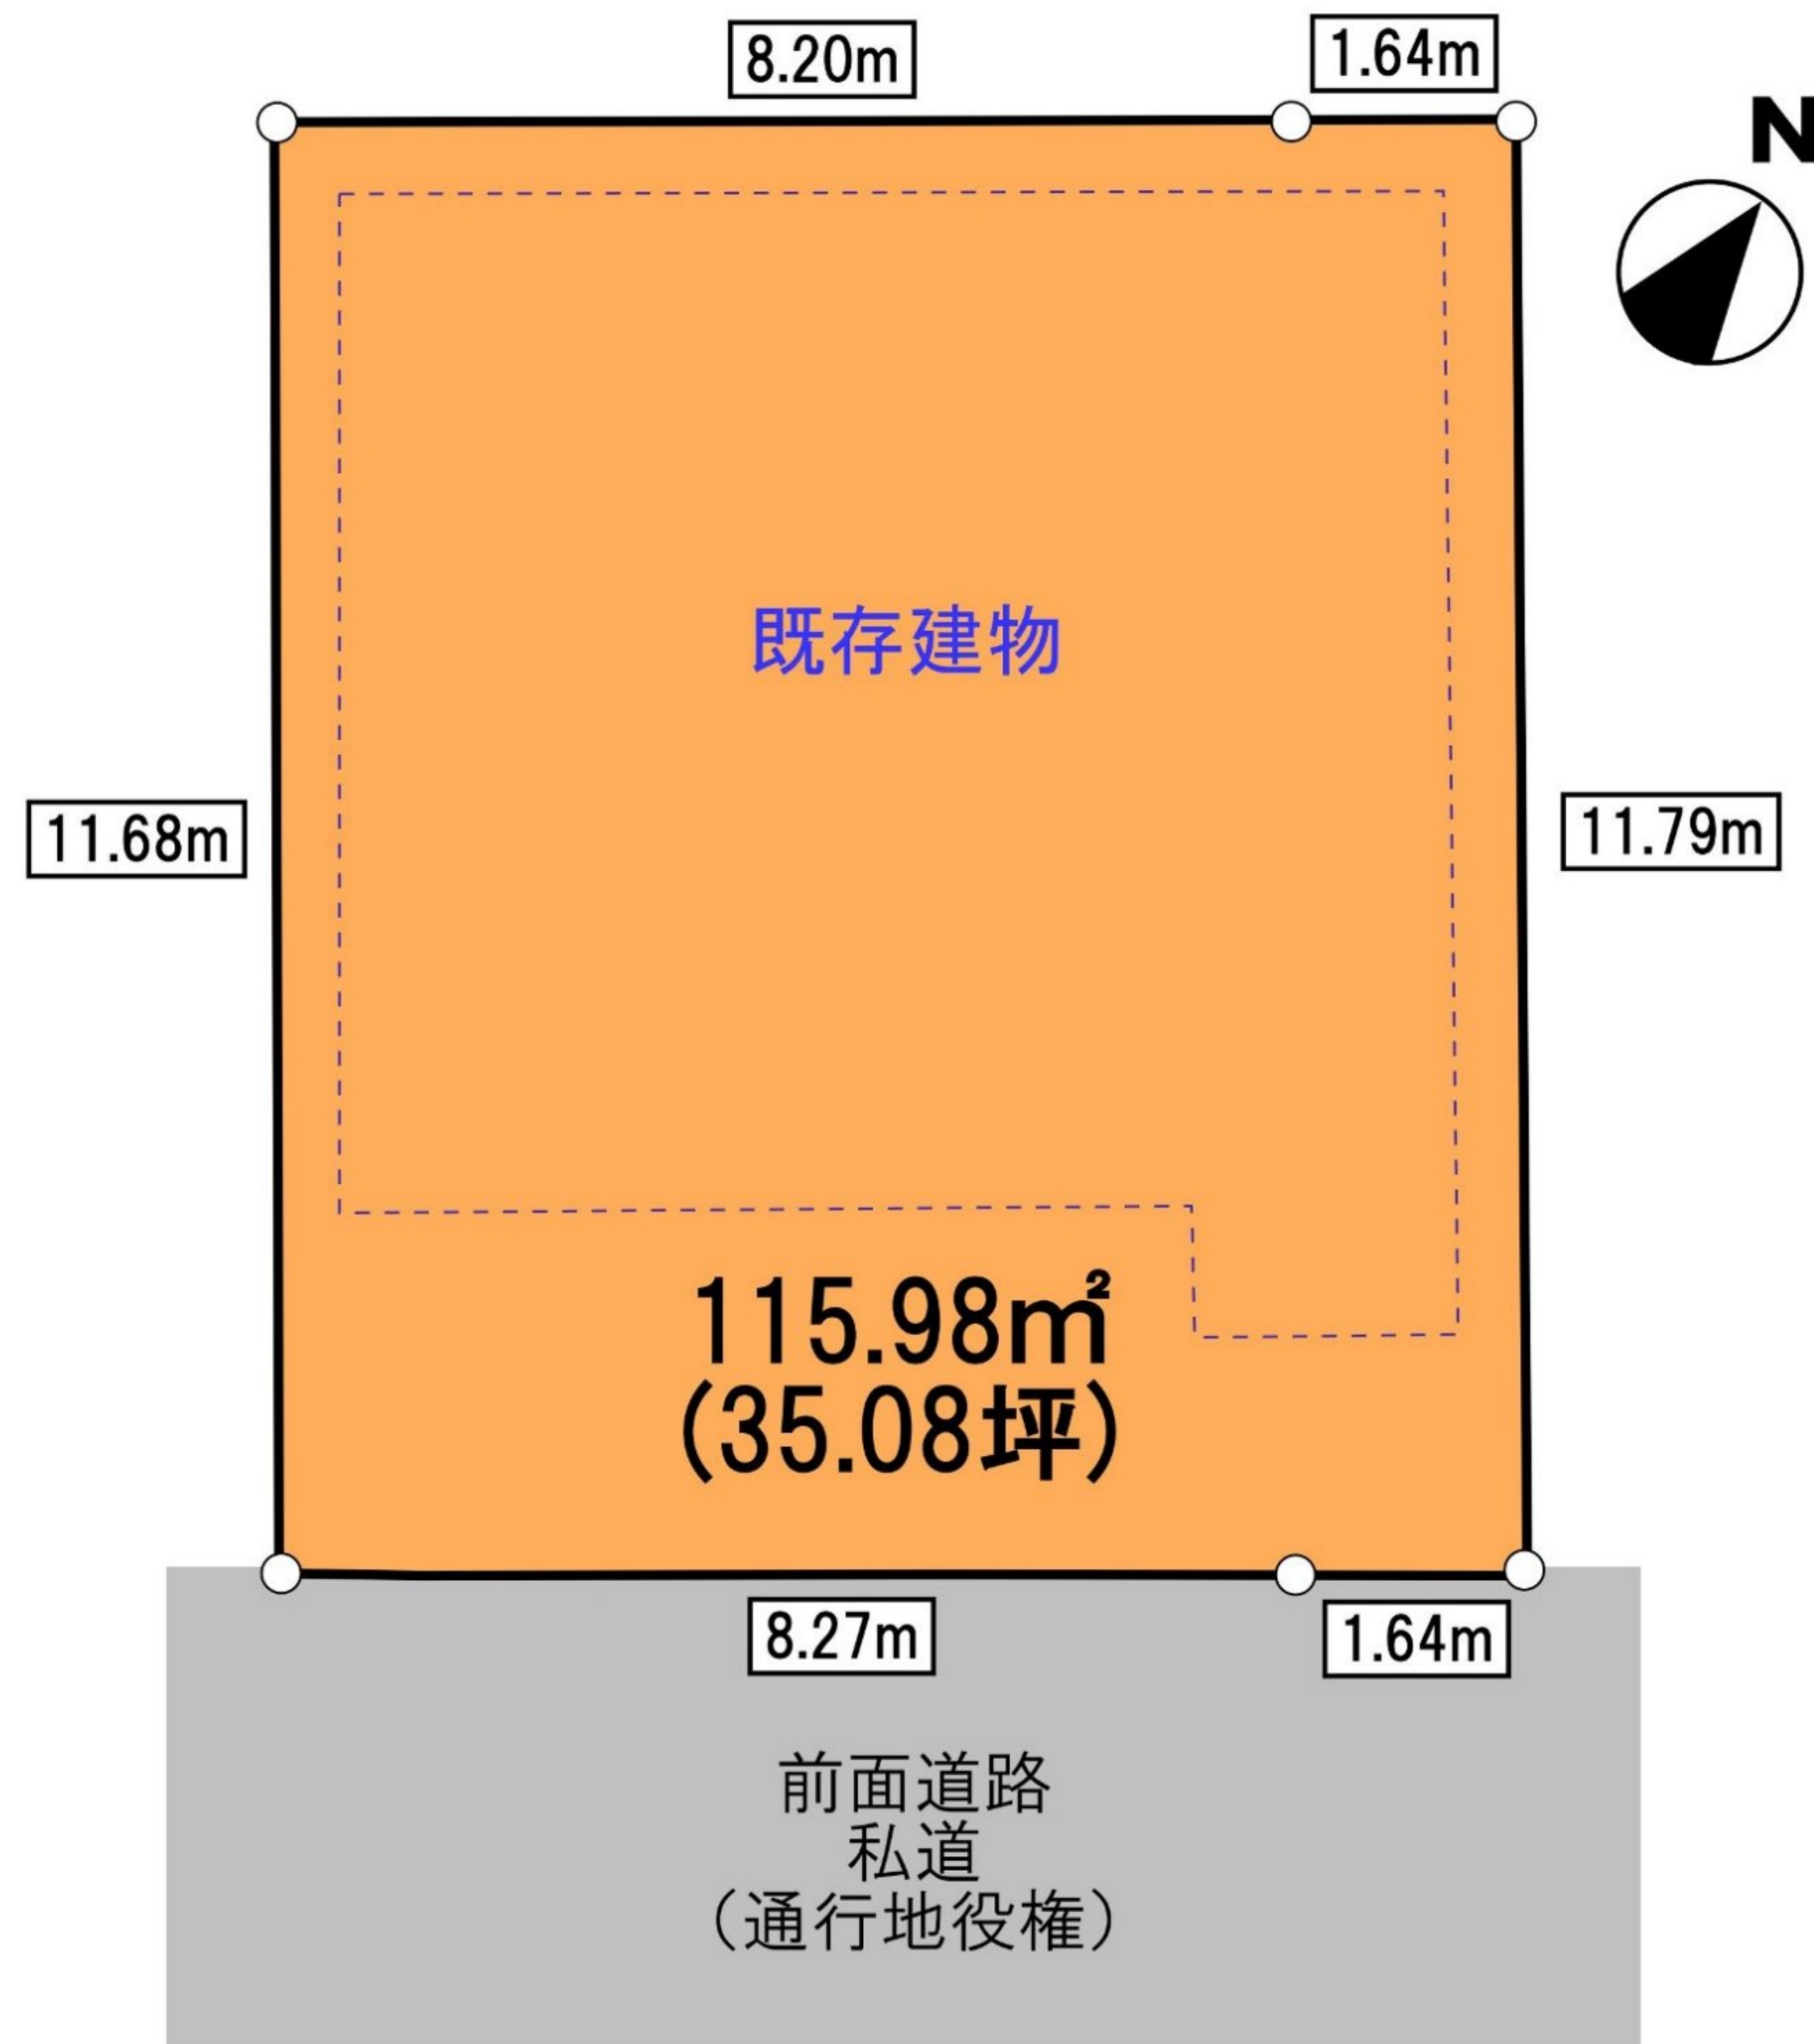 8.20m
1.64m
N
既存建物
11.68m
11.79m
115.98㎡
(35.08坪)
8.27m
1.64m
前面道路
私道
（通行地役権）